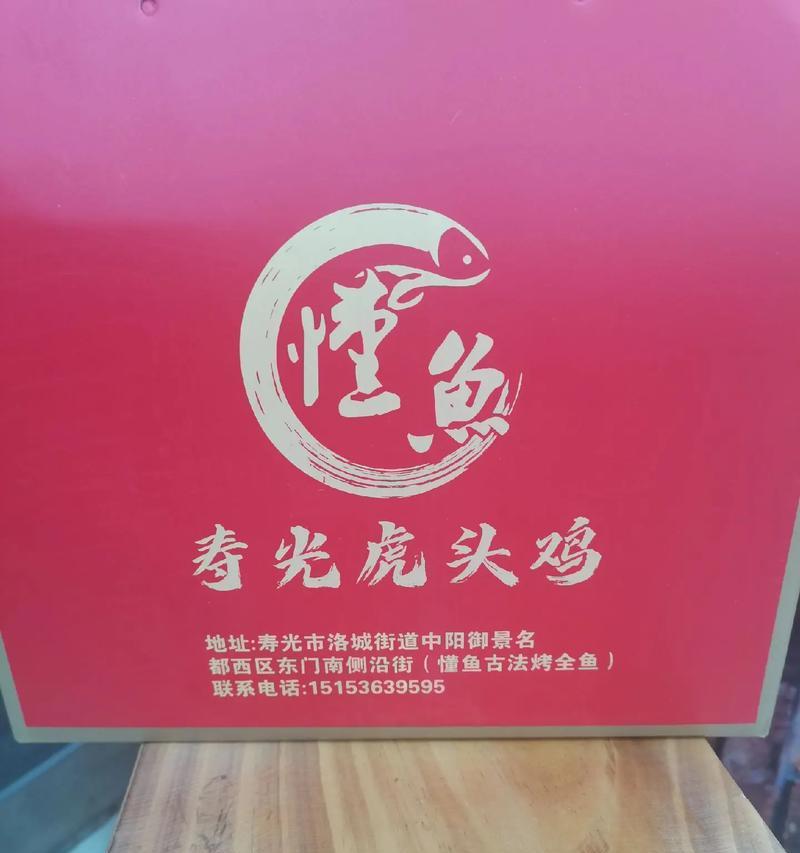 懂鱼
寿光虎头鸡
地址:寿光市洛城街道中阳御景名
都西区东门南侧沿街（懂鱼古法烤全鱼）
联系电话:15153639595